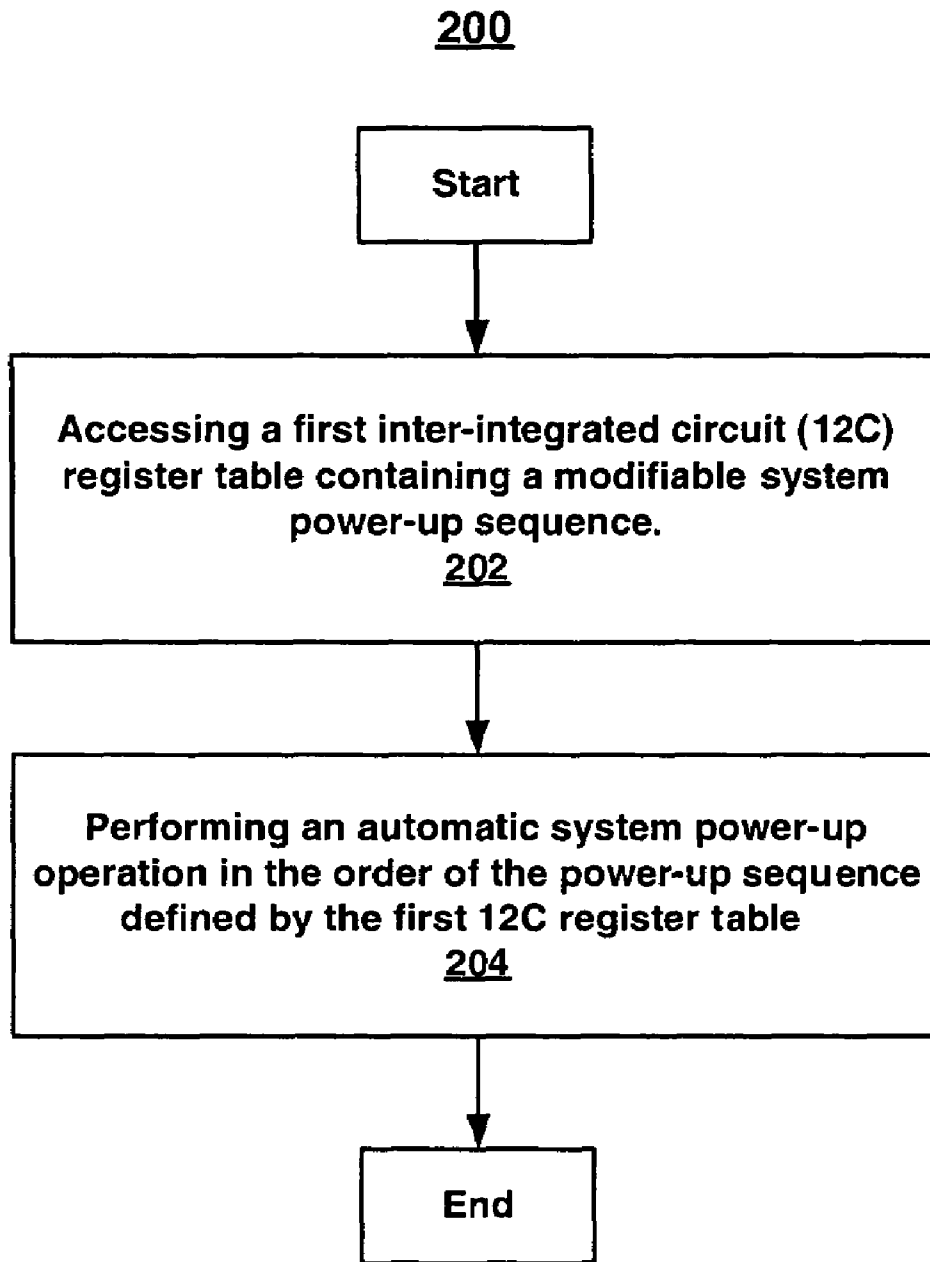 200
Start
Accessing a first inter-integrated circuit (12C)
register table containing a modifiable system
power-up sequence.
202
Performing an automatic system power-up
operation in the order of the power-up sequence
defined by the first 12C register table
204
End